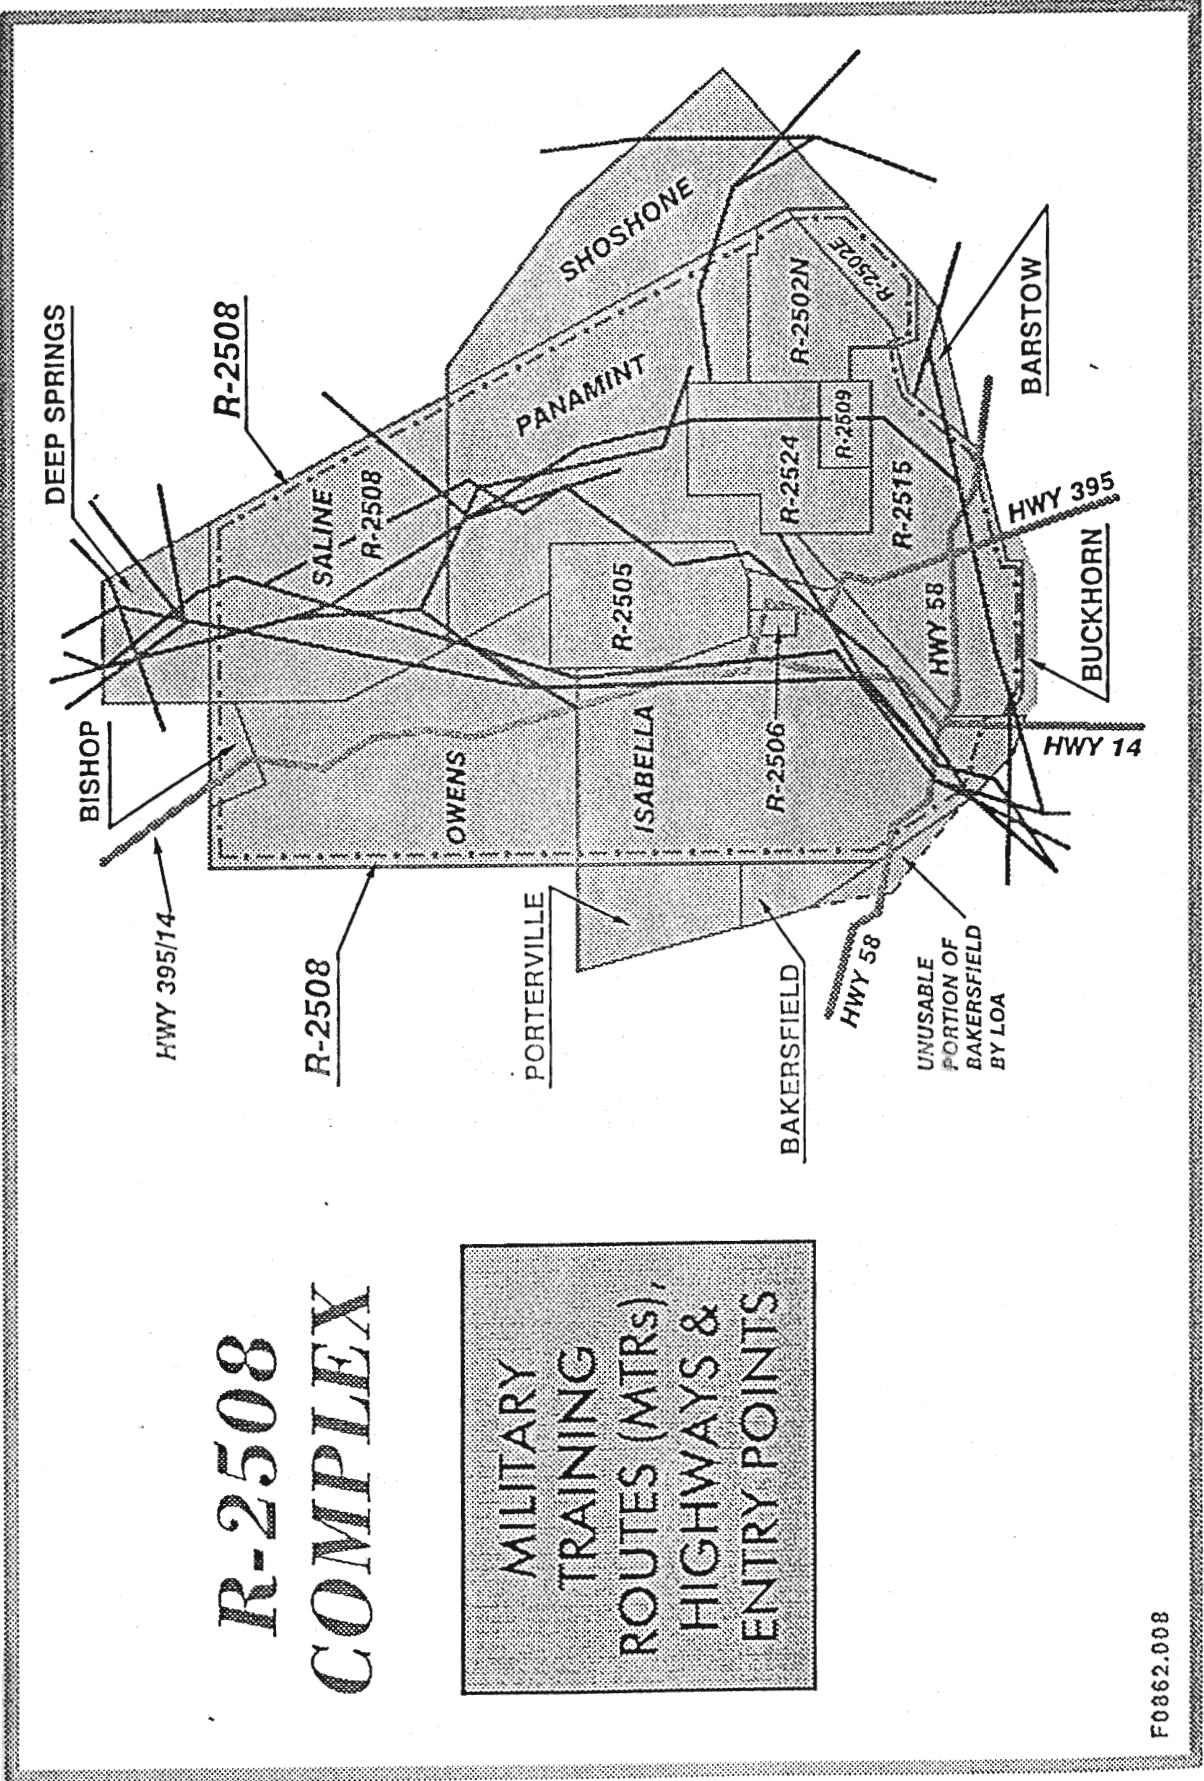 R-2508
COMPLEX
MILITARY
TRAINING
ROUTES (MTRs),
HIGHWAYS &
ENTRY POINTS
DEEP SPRINGS
R-2508
BISHOP
HWY 395/14
R-2508
PORTERVILLE
BAKERSFIELD
HWY 58
UNUSABLE
PORTION OF
BAKERSFIELD
BY LOA
SHOSHONE
PANAMINT
SALINE
R-2508
OWENS
ISABELLA
R-2505
R-2506
R-2502N
R-2502E
R-2509
R-2524
R-2515
HWY 58
HWY 395
HWY 14
BARSTOW
BUCKHORN
F0862.008